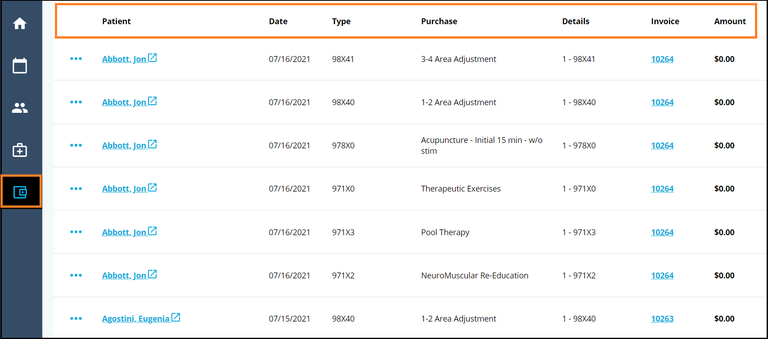 Patient Date Type Purchase Details Invoice Amount
••• Abbott, Jon 07/16/2021 98X41 3-4 Area Adjustment 1 - 98X41 10264 $0.00
••• Abbott, Jon 07/16/2021 98X40 1-2 Area Adjustment 1 - 98X40 10264 $0.00
••• Abbott, Jon 07/16/2021 978X0 Acupuncture - Initial 15 min - w/o 1 - 978X0 10264 $0.00
stim
••• Abbott, Jon 07/16/2021 971X0 Therapeutic Exercises 1 - 971X0 10264 $0.00
••• Abbott, Jon 07/16/2021 971X3 Pool Therapy 1 - 971X3 10264 $0.00
••• Abbott, Jon 07/16/2021 971X2 NeuroMuscular Re-Education 1 - 971X2 10264 $0.00
••• Agostini, Eugenia 07/15/2021 98X40 1-2 Area Adjustment 1 - 98X40 10263 $0.00